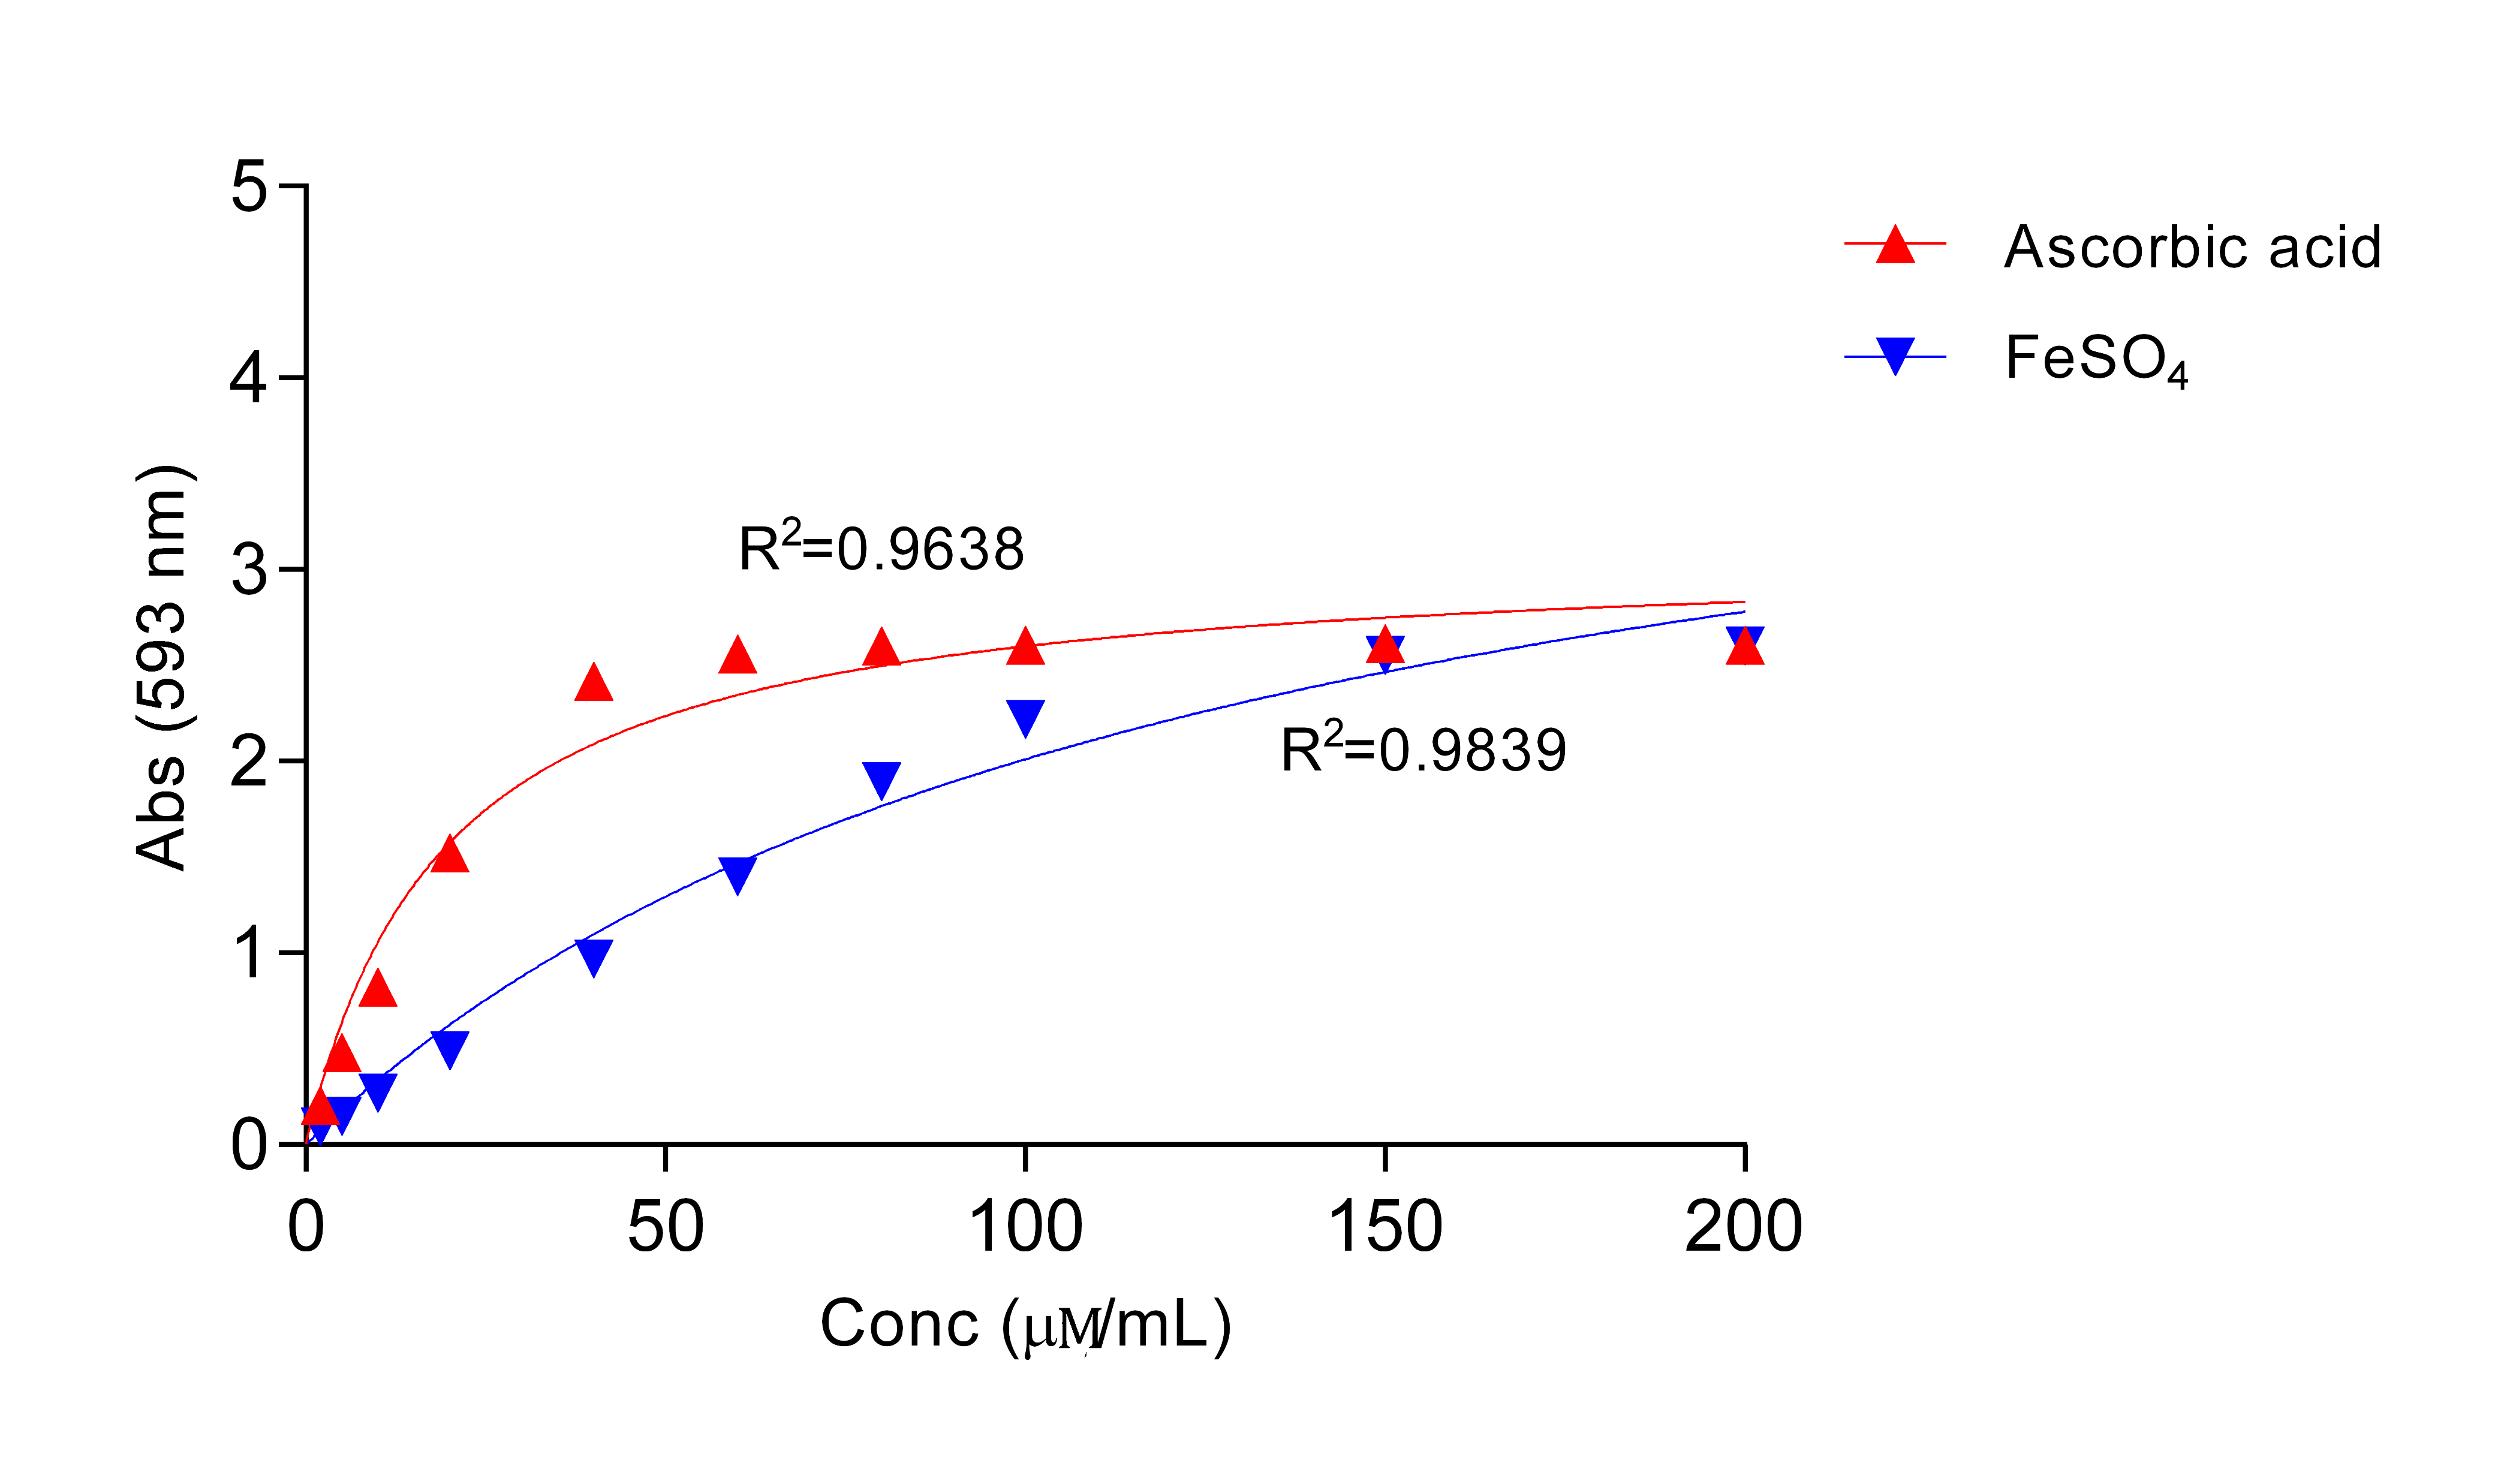 5
4
3
2
1
0
Abs (593 nm)
Ascorbic acid
FeSO₄
R²=0.9638
R²=0.9839
0 50 100 150 200
Conc (µM/mL)